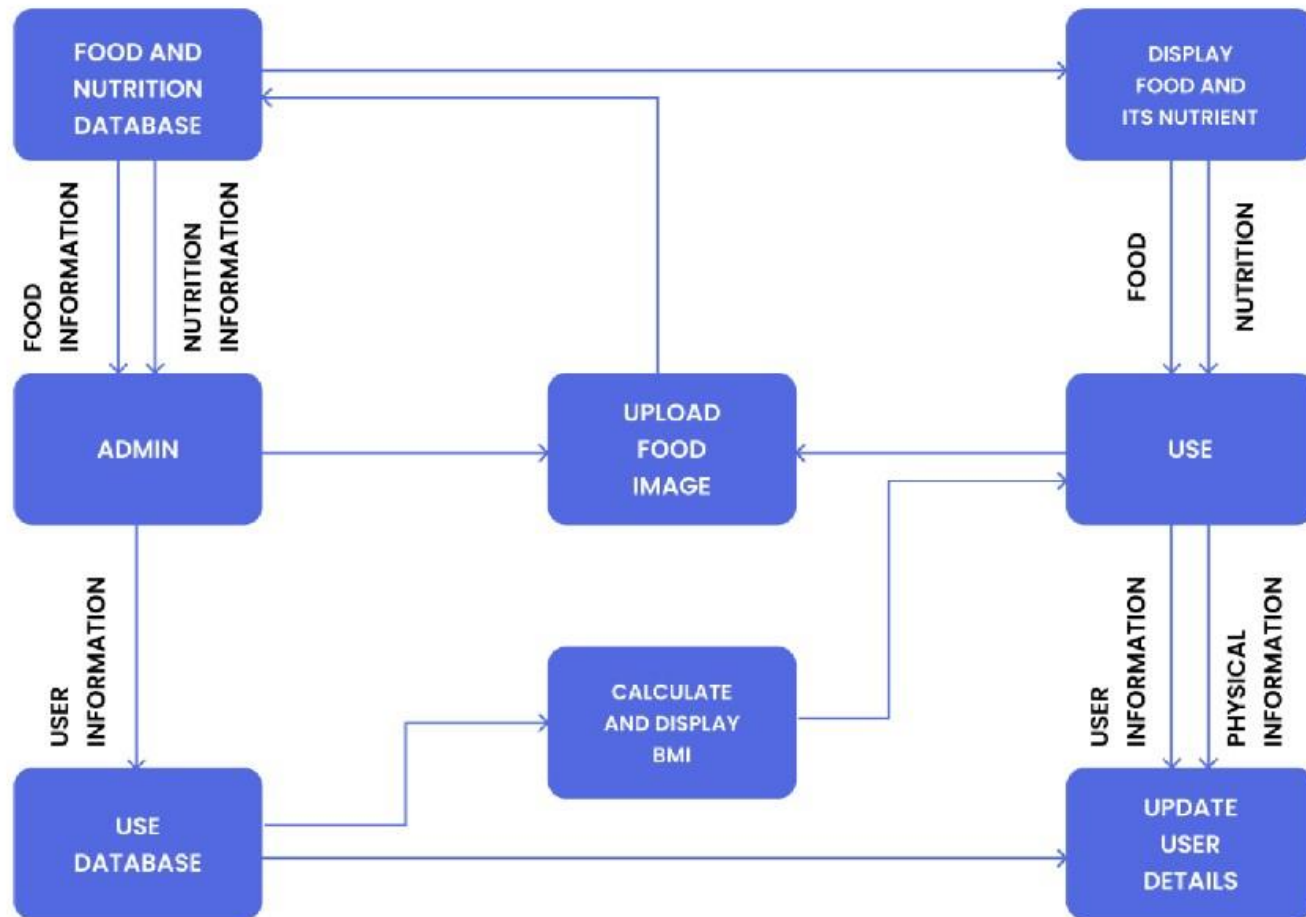 FOOD AND
NUTRITION
DATABASE
DISPLAY
FOOD AND
ITS NUTRIENT
FOOD
INFORMATION
NUTRITION
INFORMATION
FOOD
NUTRITION
ADMIN
UPLOAD
FOOD
IMAGE
USE
USER
INFORMATION
CALCULATE
AND DISPLAY
BMI
USER
INFORMATION
PHYSICAL
INFORMATION
USE
DATABASE
UPDATE
USER
DETAILS